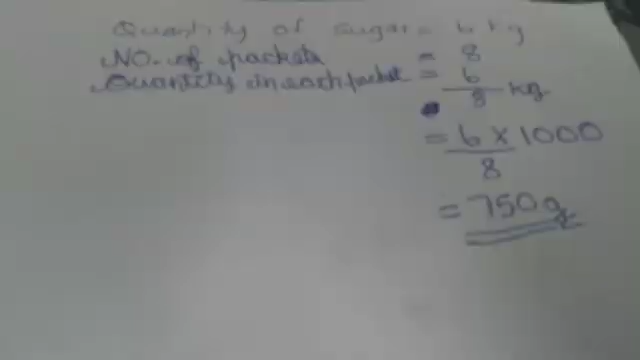 Quantity of sugar = 6 kg
No. of packets = 8
Quantity in each packet = 6/8 kg
= 6 x 1000/8
= 750g